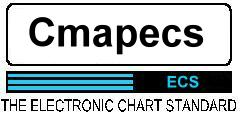 Cmapecs
ECS
THE ELECTRONIC CHART STANDARD